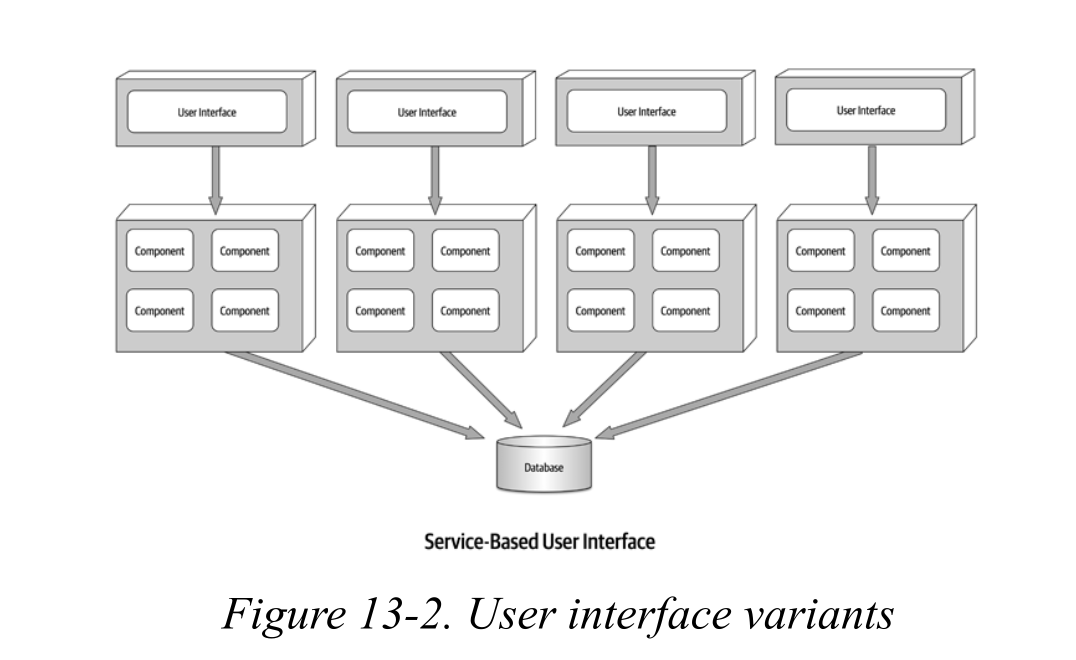 User Interface User Interface User Interface User Interface
Component Component Component Component Component Component Component Component
Component Component Component Component Component Component Component Component
Database
Service-Based User Interface
Figure 13-2. User interface variants